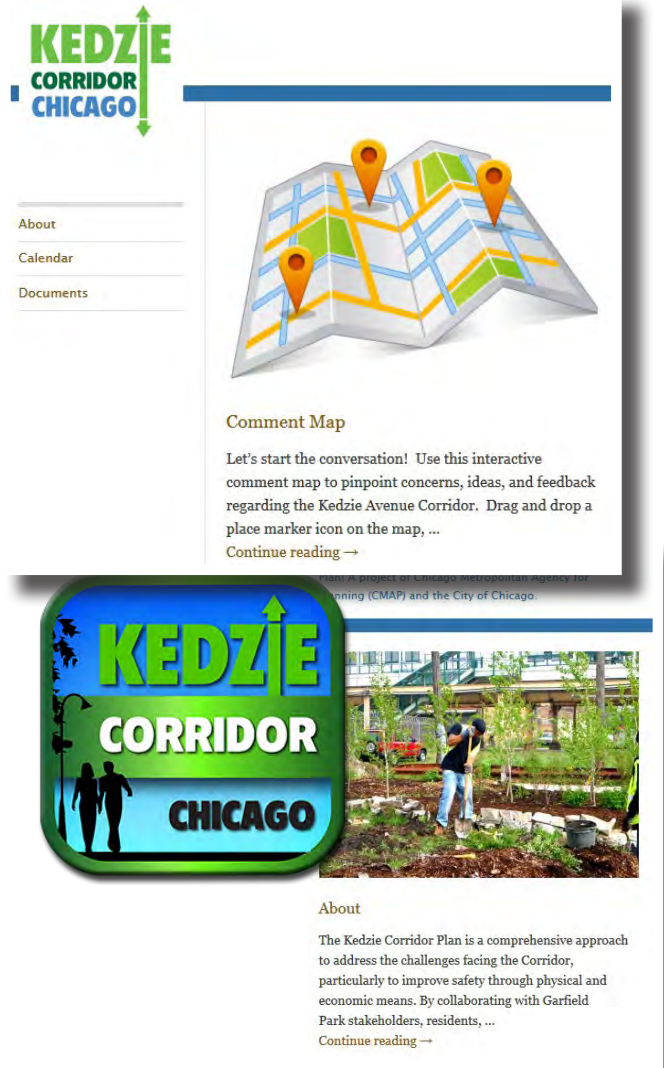 KEDZIE
CORRIDOR
CHICAGO
About
Calendar
Documents
Comment Map
Let's start the conversation!  Use this interactive
comment map to pinpoint concerns, ideas, and feedback
regarding the Kedzie Avenue Corridor.  Drag and drop a
place marker icon on the map, ...
Continue reading →
Plan! A project of Chicago Metropolitan Agency for
nning (CMAP) and the City of Chicago.
KEDZIE
CORRIDOR
CHICAGO
About
The Kedzie Corridor Plan is a comprehensive approach
to address the challenges facing the Corridor,
particularly to improve safety through physical and
economic means. By collaborating with Garfield
Park stakeholders, residents, ...
Continue reading →